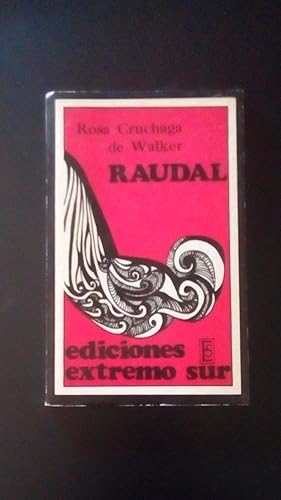 Rosa Cruchaga
de Walker
RAUDAL
ediciones
extremo sur